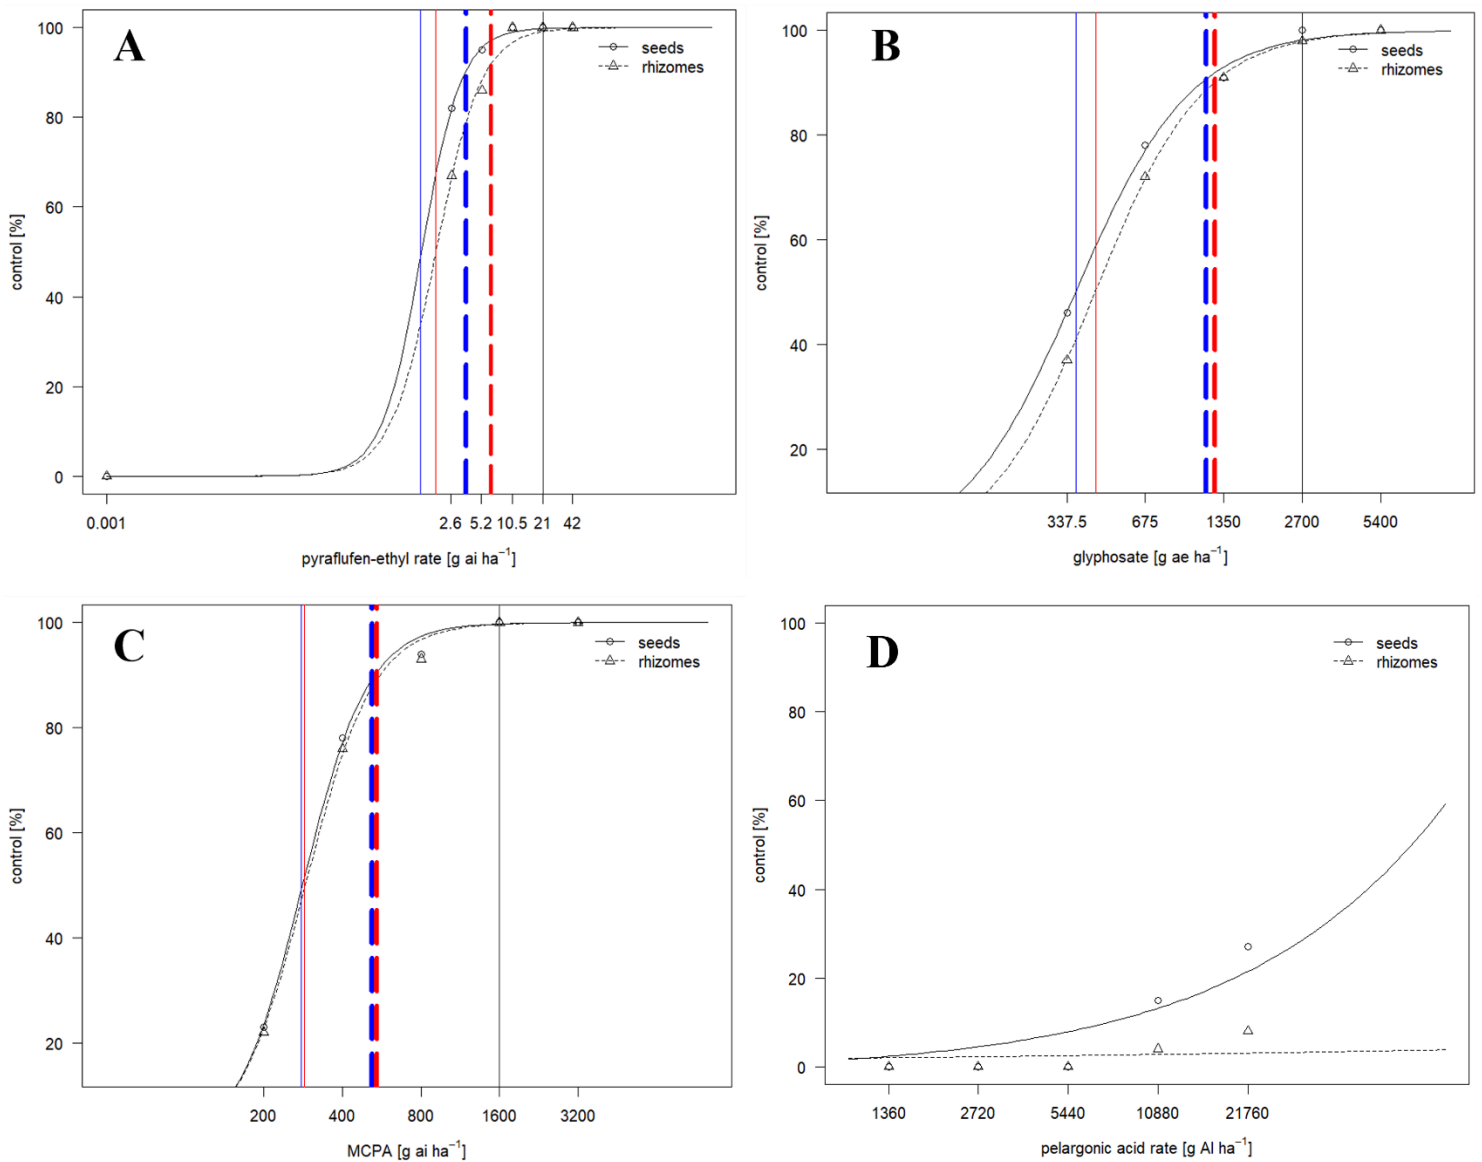 A
100
80
60
40
20
0
control [%]
seeds
rhizomes
0.001 2.6 5.2 10.5 21 42
pyraflufen-ethyl rate [g ai ha⁻¹]
B
100
80
60
40
20
control [%]
seeds
rhizomes
337.5 675 1350 2700 5400
glyphosate [g ae ha⁻¹]
C
100
80
60
40
20
control [%]
seeds
rhizomes
200 400 800 1600 3200
MCPA [g ai ha⁻¹]
D
100
80
60
40
20
0
control [%]
seeds
rhizomes
1360 2720 5440 10880 21760
pelargonic acid rate [g AI ha⁻¹]